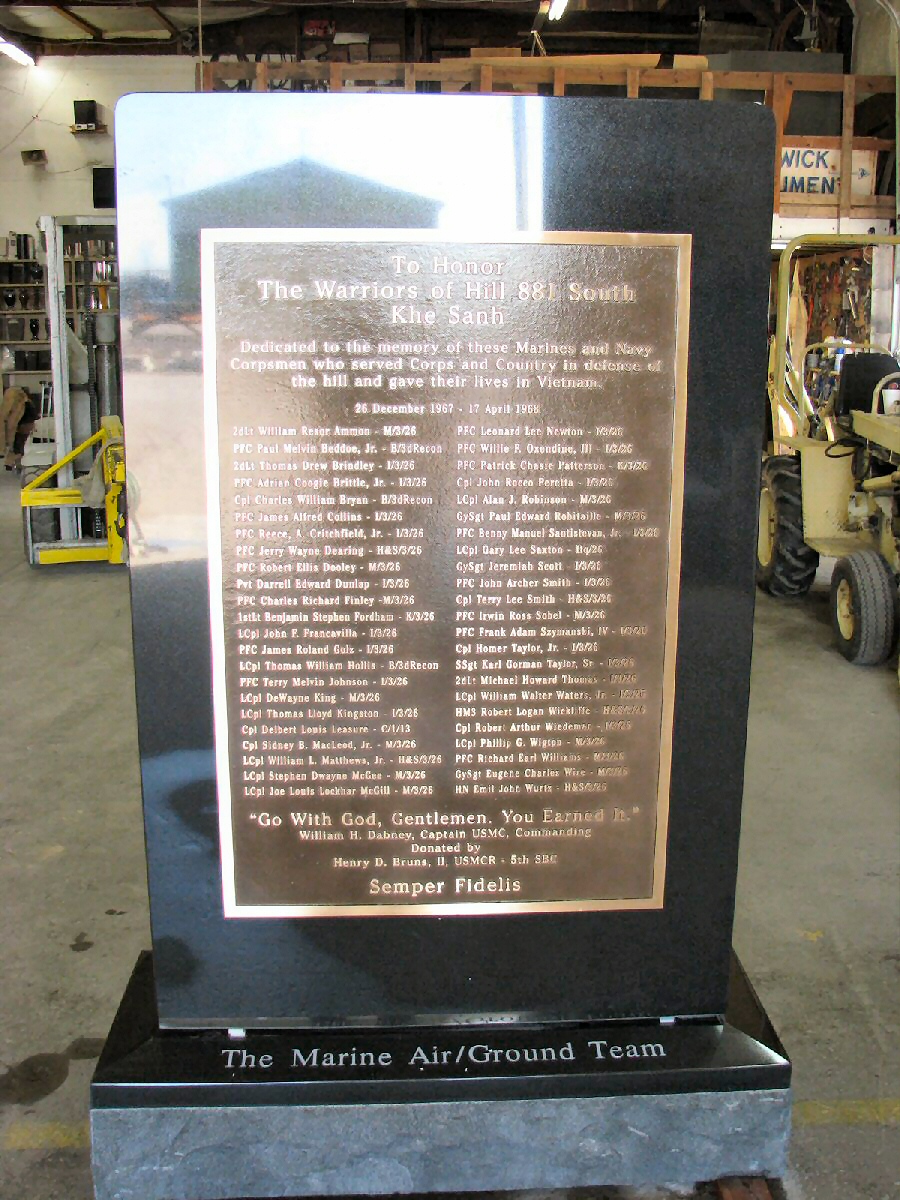 To Honor
The Warriors of Hill 881 South
Khe Sanh
Dedicated to the memory of these Marines and Navy
Corpsmen who served Corps and Country in defense of
the hill and gave their lives in Vietnam.
26 December 1967 - 17 April 1968
2dLt William Resor Ammon - M/3/26
PFC Paul Melvin Beddoe, Jr. - B/3dRecon
2dLt Thomas Drew Brindley - I/3/26
PFC Adrian Coogle Brittle, Jr. - I/3/26
Cpl Charles William Bryan - B/3dRecon
PFC James Alfred Collins - I/3/26
PFC Reece, A. Critchfield, Jr. - I/3/26
PFC Jerry Wayne Dearing - H&S/3/26
PFC Robert Ellis Dooley - M/3/26
Pvt Darrell Edward Dunlap - I/3/26
PFC Charles Richard Finley - M/3/26
1stLt Benjamin Stephen Fordham - K/3/26
LCpl John F. Francavilla - I/3/26
PFC James Roland Gulz - I/3/26
LCpl Thomas William Hollis - B/3dRecon
PFC Terry Melvin Johnson - I/3/26
LCpl DeWayne King - M/3/26
LCpl Thomas Lloyd Kingston - I/3/26
Cpl Delbert Louis Leasure - C/1/13
Cpl Sidney B. MacLeod, Jr. - M/3/26
LCpl William L. Matthews, Jr. - H&S/3/26
LCpl Stephen Dwayne McGee - M/3/26
LCpl Joe Louis Lockhar McGill - M/3/26
PFC Leonard Lee Newton - I/3/26
PFC Willie F. Oxendine, III - I/3/26
PFC Patrick Chasie Patterson - K/3/26
Cpl John Rocco Peretta - I/3/26
LCpl Alan J. Robinson - M/3/26
GySgt Paul Edward Robitaille - M/3/26
PFC Benny Manuel Santistevan, Jr. - I/3/26
LCpl Gary Lee Saxton - Hq/26
GySgt Jeremiah Scott - I/3/26
PFC John Archer Smith - I/3/26
Cpl Terry Lee Smith - H&S/3/26
PFC Irwin Ross Sobel - M/3/26
PFC Frank Adam Szymanski, IV - I/3/26
Cpl Homer Taylor, Jr. - I/3/26
SSgt Karl Gorman Taylor, Sr. - I/3/26
2dLt Michael Howard Thomas - I/3/26
LCpl William Walter Waters, Jr. - I/3/26
HM3 Robert Logan Wickliffe - H&S/3/26
Cpl Robert Arthur Wiedeman - I/3/26
LCpl Phillip G. Wigton - M/3/26
PFC Richard Earl Williams - M/3/26
GySgt Eugene Charles Wire - M/3/26
HN Emil John Wurts - H&S/3/26
"Go With God, Gentlemen. You Earned It."
William H. Dabney, Captain USMC, Commanding
Donated by
Henry D. Bruns, II, USMCR - 5th SBC
Semper Fidelis
The Marine Air/Ground Team
WICK
UMENT